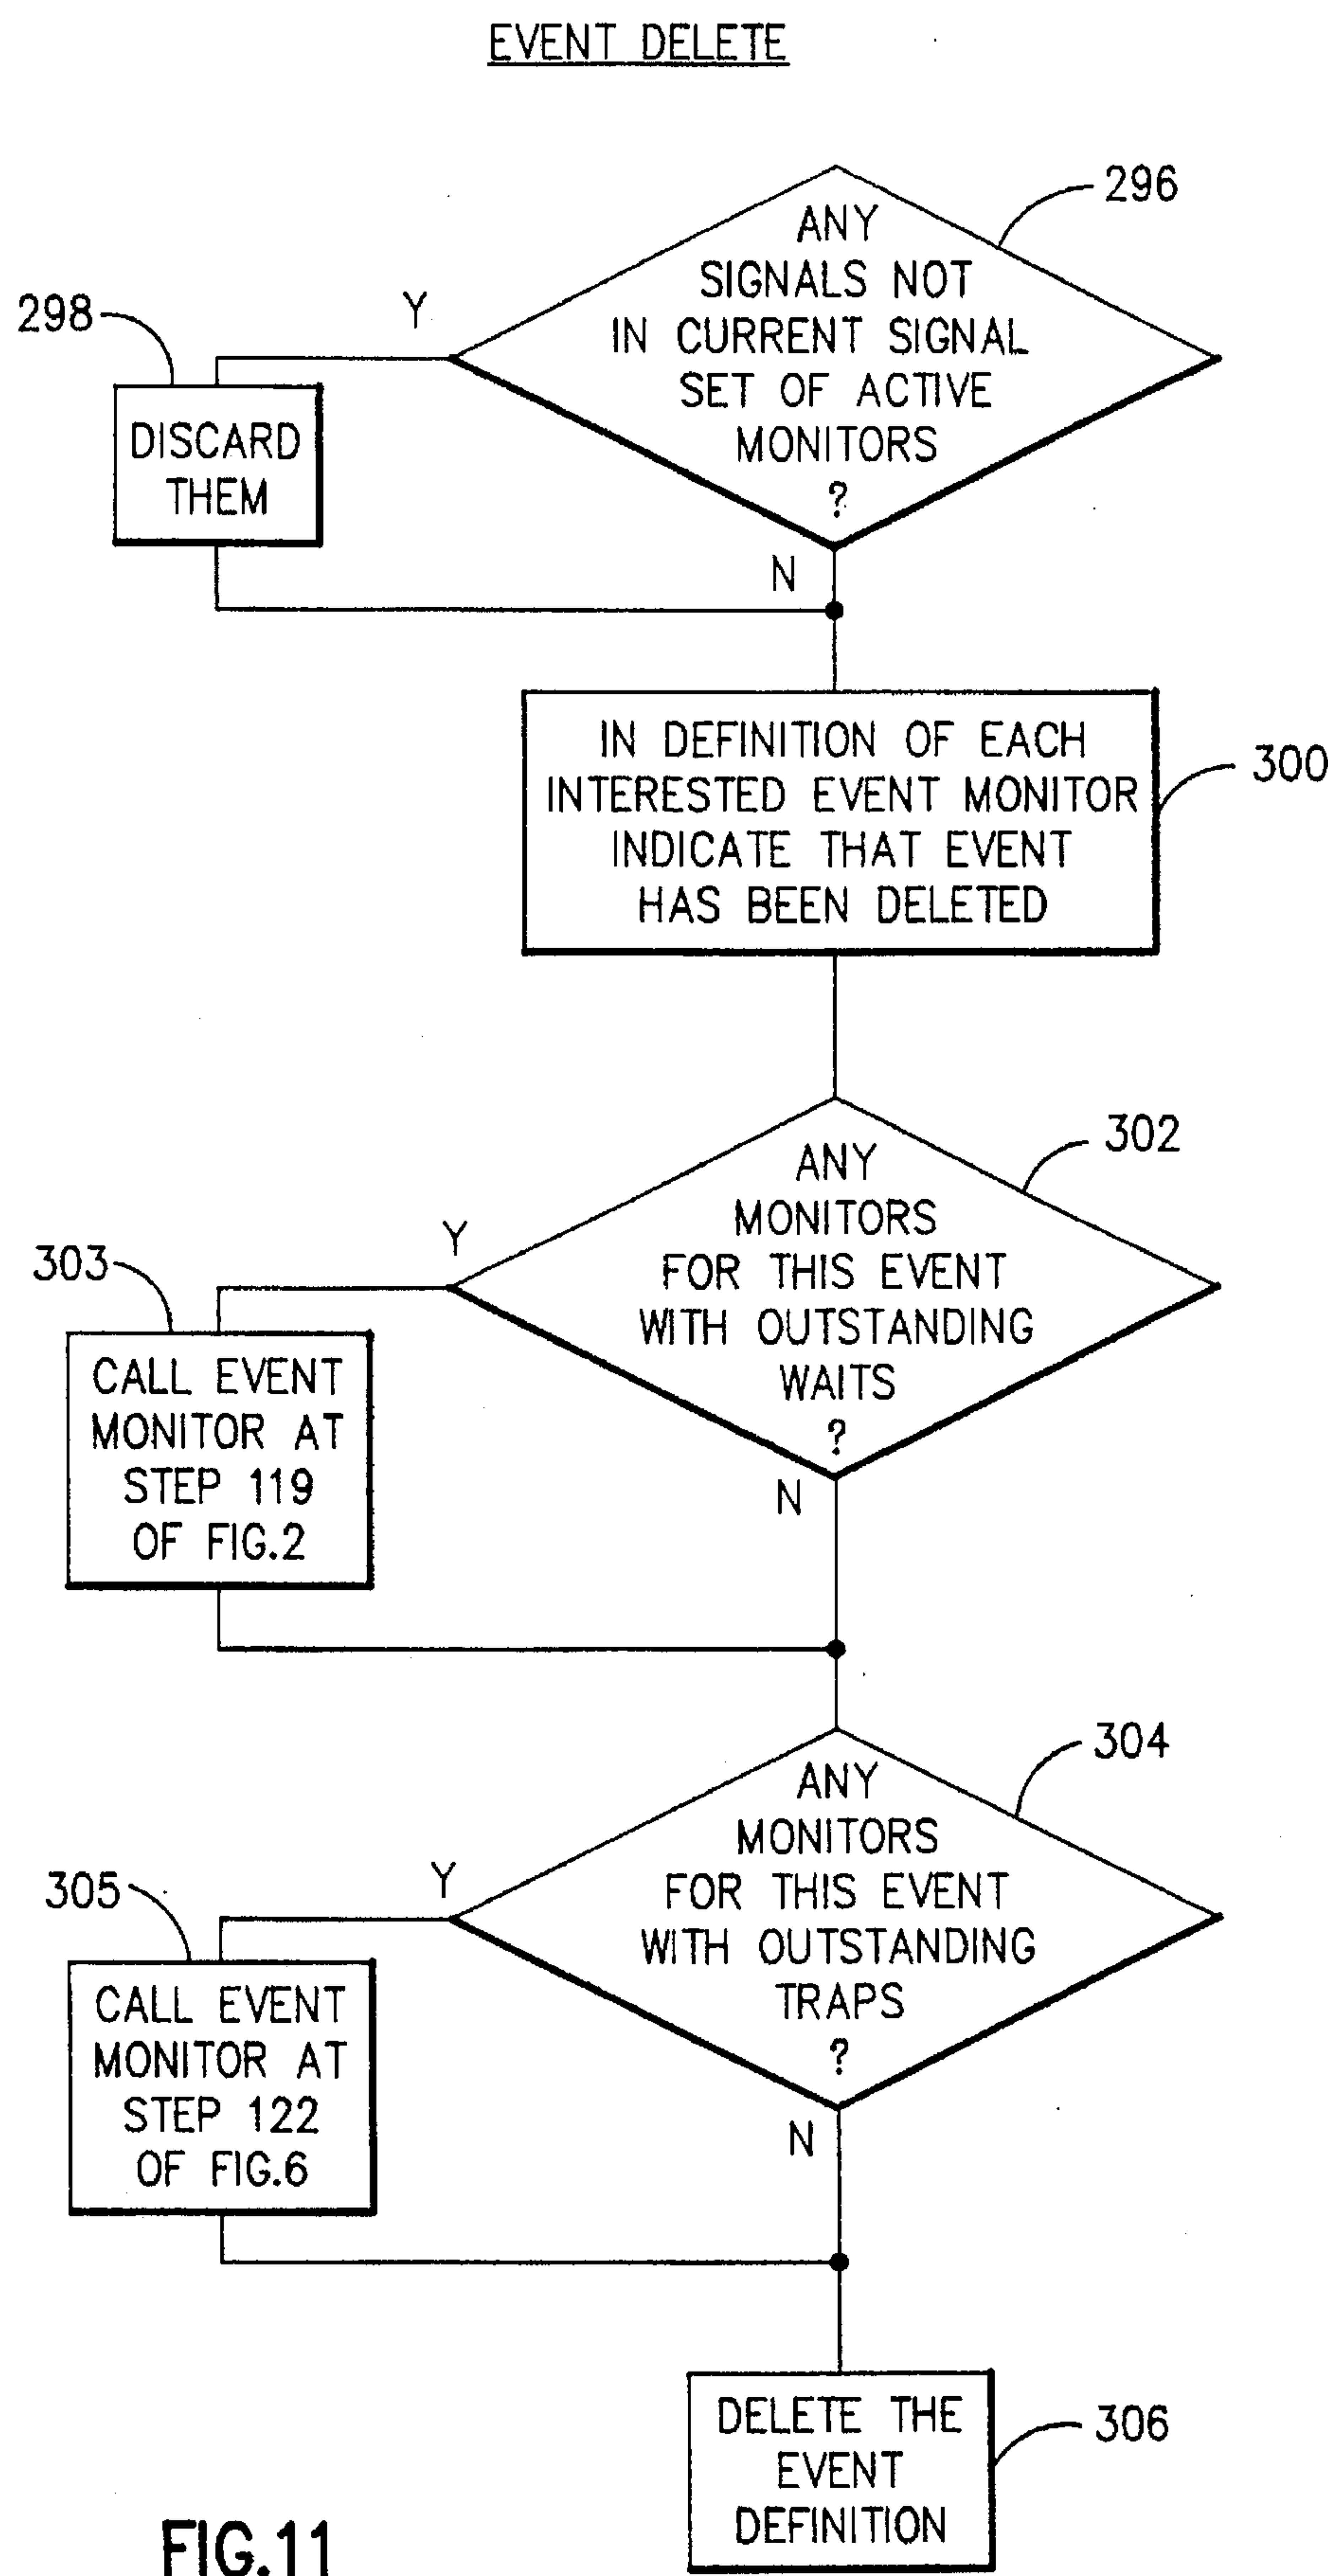 EVENT DELETE
296
ANY
SIGNALS NOT
IN CURRENT SIGNAL
SET OF ACTIVE
MONITORS
?
Y
298
DISCARD
THEM
N
300
IN DEFINITION OF EACH
INTERESTED EVENT MONITOR
INDICATE THAT EVENT
HAS BEEN DELETED
302
ANY
MONITORS
FOR THIS EVENT
WITH OUTSTANDING
WAITS
?
Y
303
CALL EVENT
MONITOR AT
STEP 119
OF FIG.2
N
304
ANY
MONITORS
FOR THIS EVENT
WITH OUTSTANDING
TRAPS
?
Y
305
CALL EVENT
MONITOR AT
STEP 122
OF FIG.6
N
306
DELETE THE
EVENT
DEFINITION
FIG.11